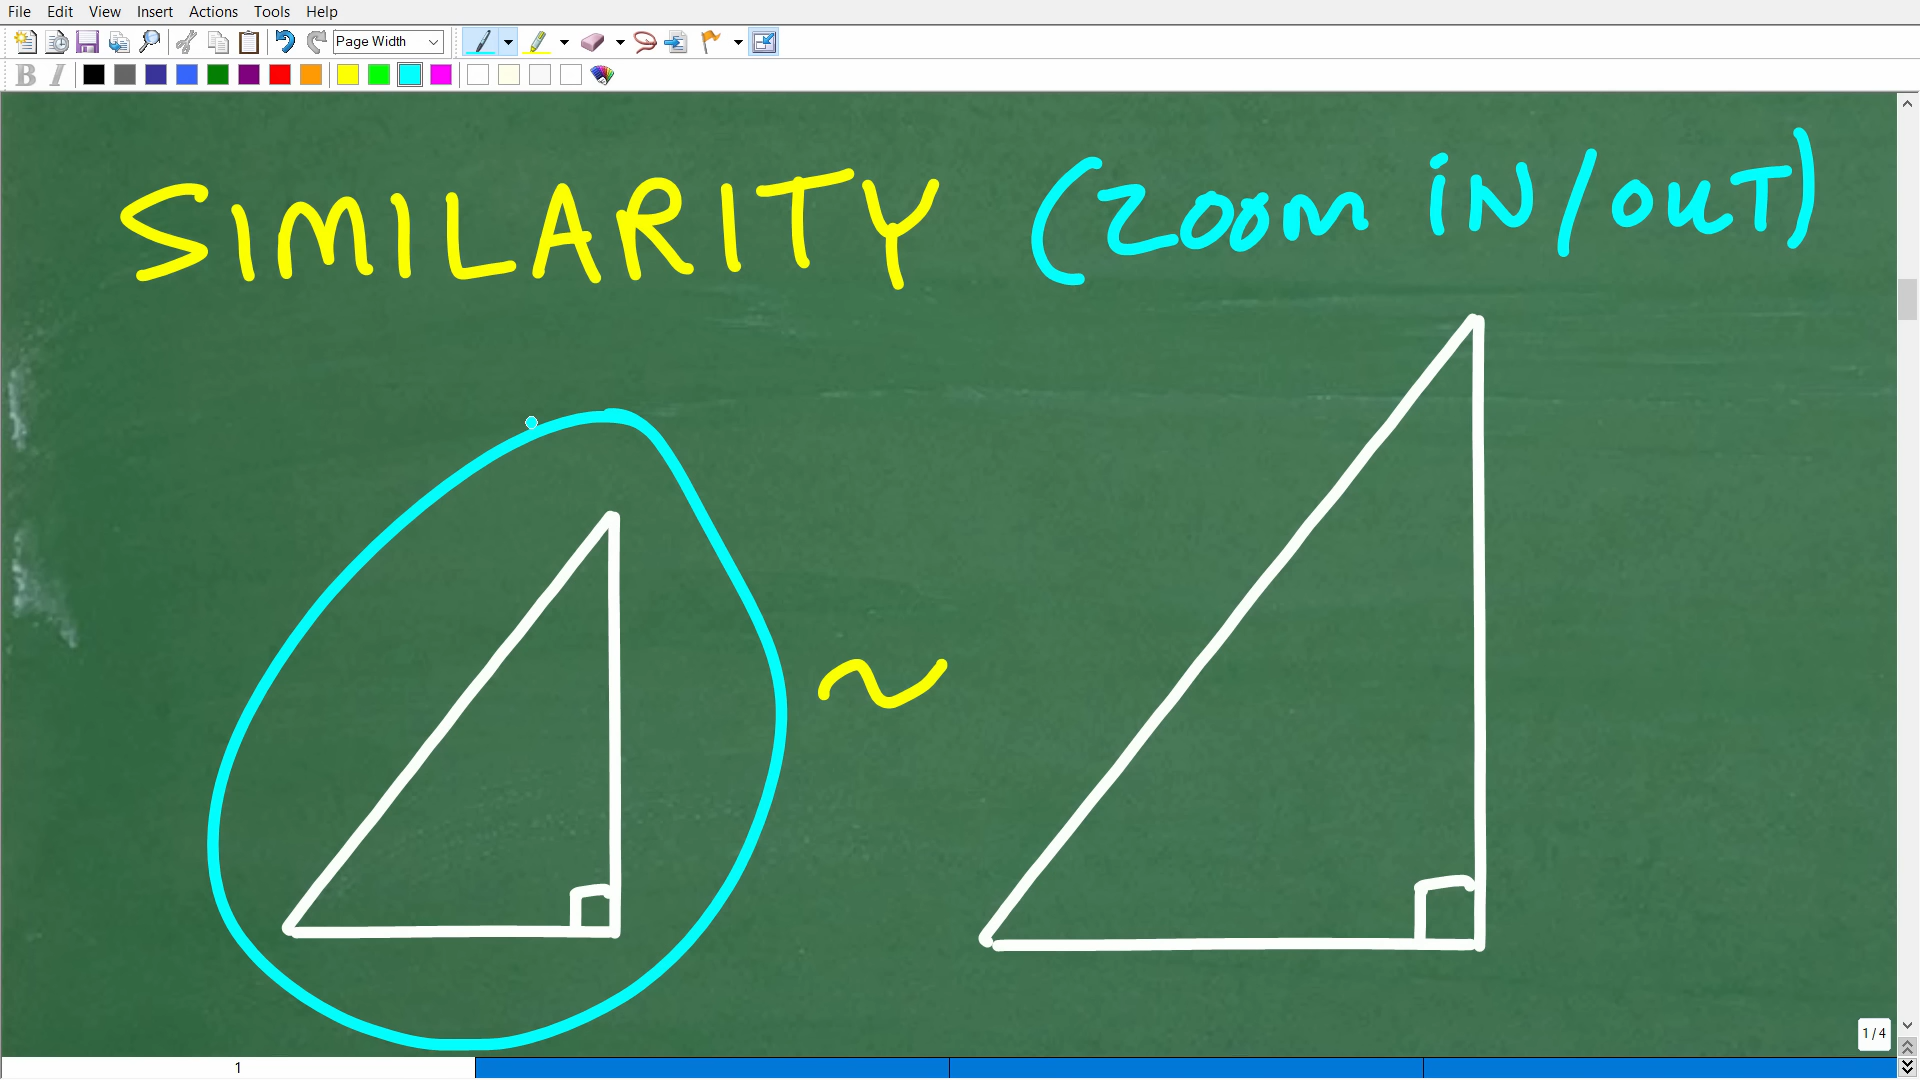 File Edit View Insert Actions Tools Help
Page Width
B I
SIMILARITY (ZOOM IN/OUT)
~
1 / 4
1